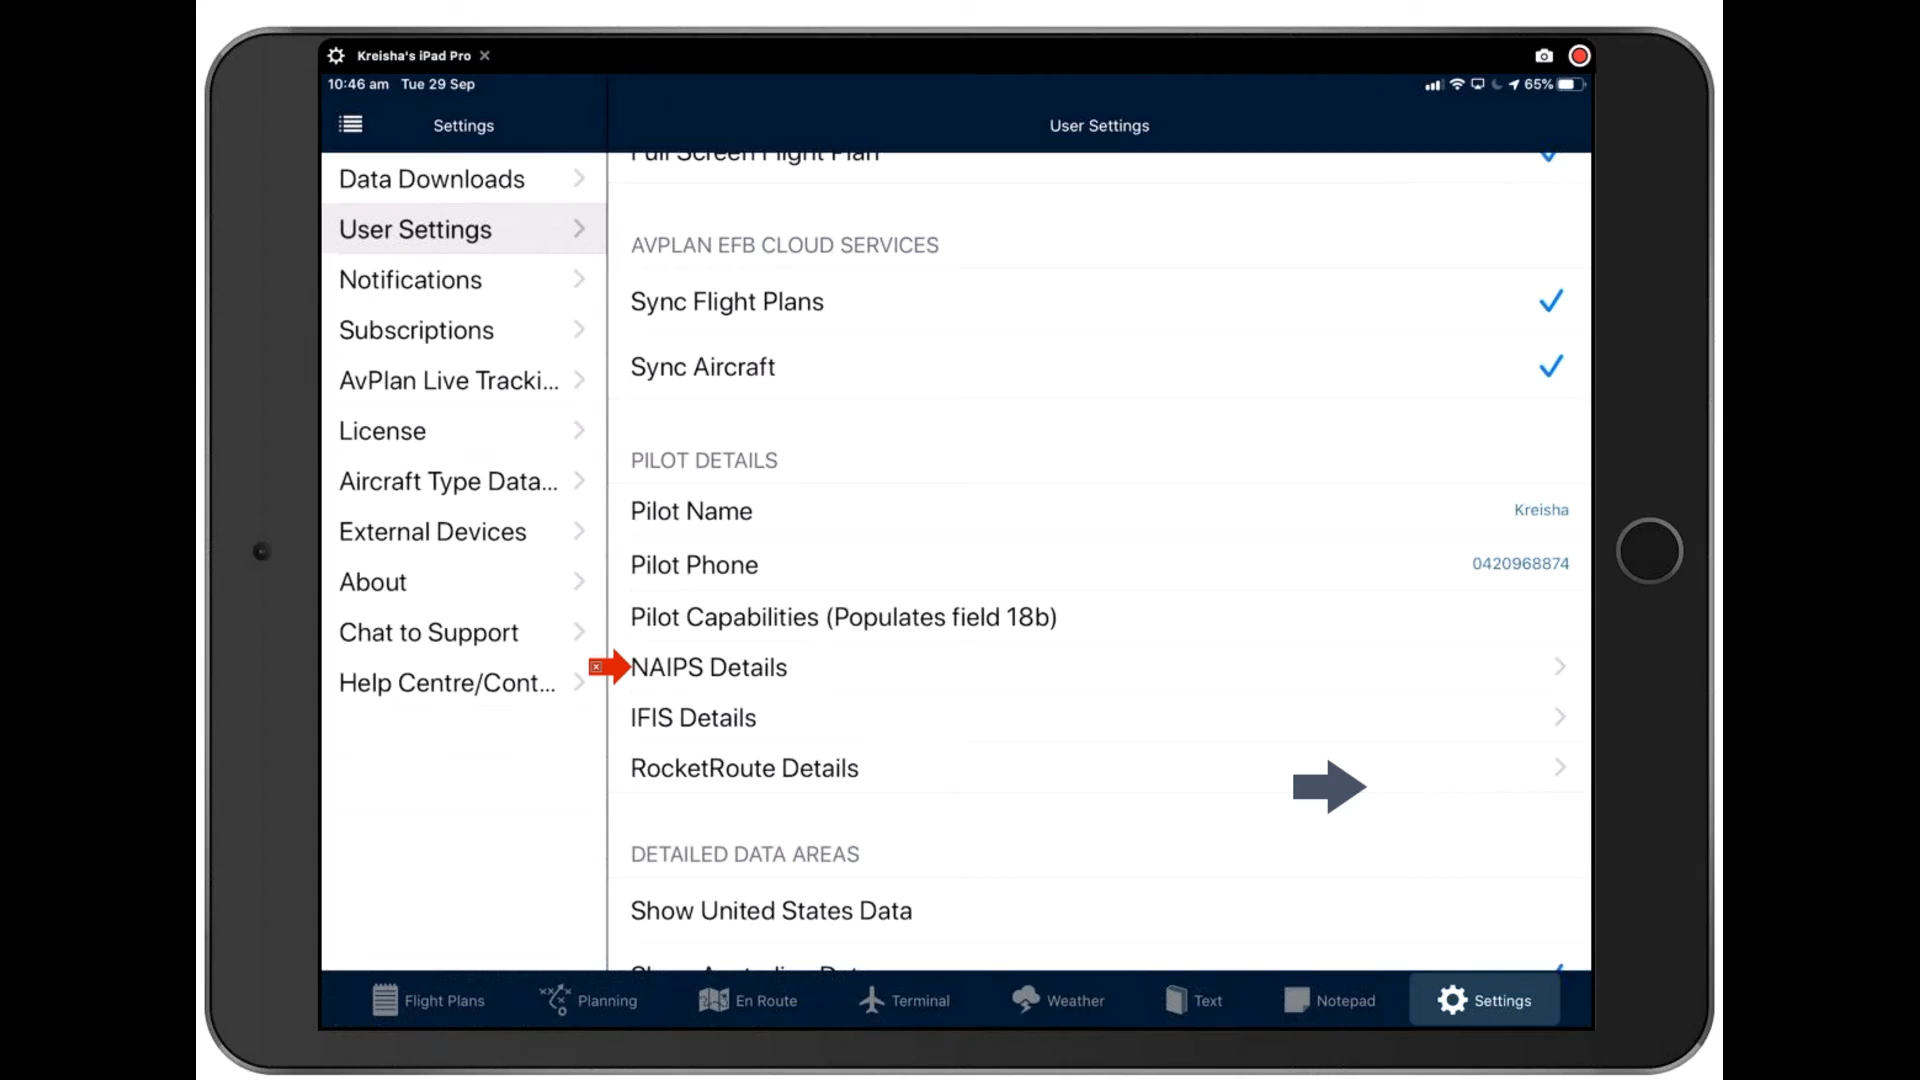 Kreisha's iPad Pro
10:46 am Tue 29 Sep
65%
Settings
User Settings
Data Downloads
User Settings
Notifications
Subscriptions
AvPlan Live Tracki...
License
Aircraft Type Data...
External Devices
About
Chat to Support
Help Centre/Cont...
Full Screen Flight Plan
AVPLAN EFB CLOUD SERVICES
Sync Flight Plans
Sync Aircraft
PILOT DETAILS
Pilot Name Kreisha
Pilot Phone 0420968874
Pilot Capabilities (Populates field 18b)
NAIPS Details
IFIS Details
RocketRoute Details
DETAILED DATA AREAS
Show United States Data
Flight Plans Planning En Route Terminal Weather Text Notepad Settings